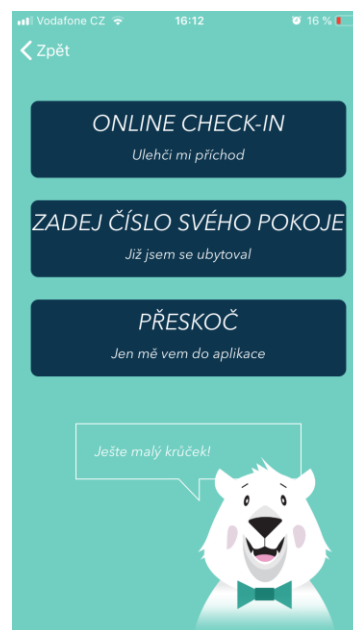 Vodafone CZ 16:12 16 %
Zpět
ONLINE CHECK-IN
Ulehči mi příchod
ZADEJ ČÍSLO SVÉHO POKOJE
Již jsem se ubytoval
PŘESKOČ
Jen mě vem do aplikace
Ješte malý krůček!